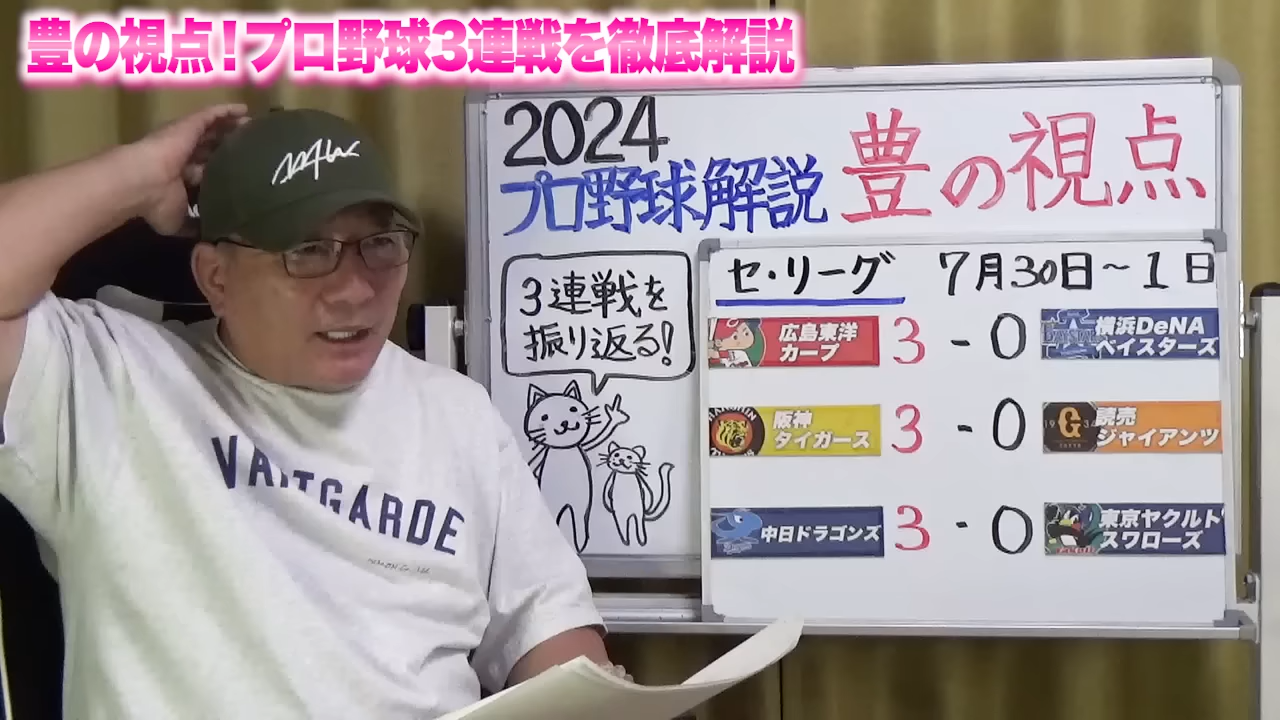 豊の視点!プロ野球3連戦を徹底解説
2024
プロ野球解説
豊の視点
3連戦を
振り返る!
セ・リーグ 7月30日~1日
広島東洋
カープ
3 - 0
横浜DeNA
ベイスターズ
阪神
タイガース
3 - 0
読売
ジャイアンツ
中日ドラゴンズ
3 - 0
東京ヤクルト
スワローズ
G